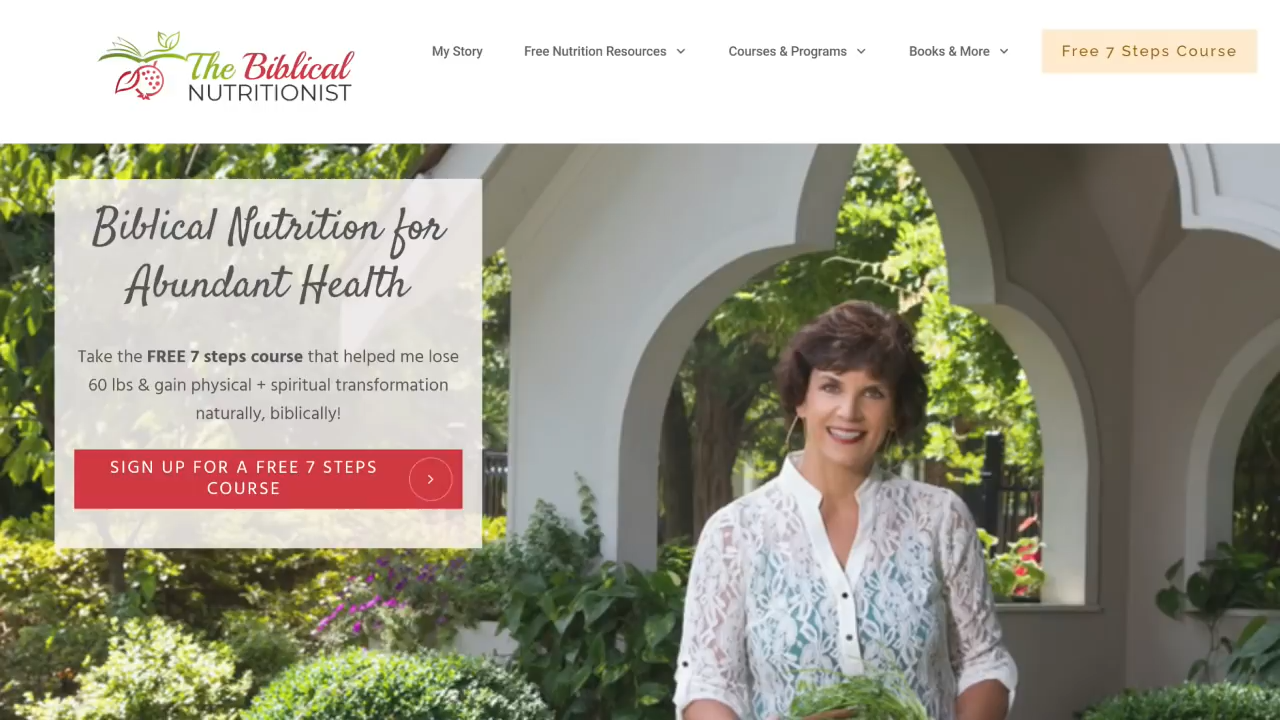 The Biblical
NUTRITIONIST
My Story
Free Nutrition Resources
Courses & Programs
Books & More
Free 7 Steps Course
Biblical Nutrition for
Abundant Health
Take the FREE 7 steps course that helped me lose
60 lbs & gain physical + spiritual transformation
naturally, biblically!
SIGN UP FOR A FREE 7 STEPS
COURSE